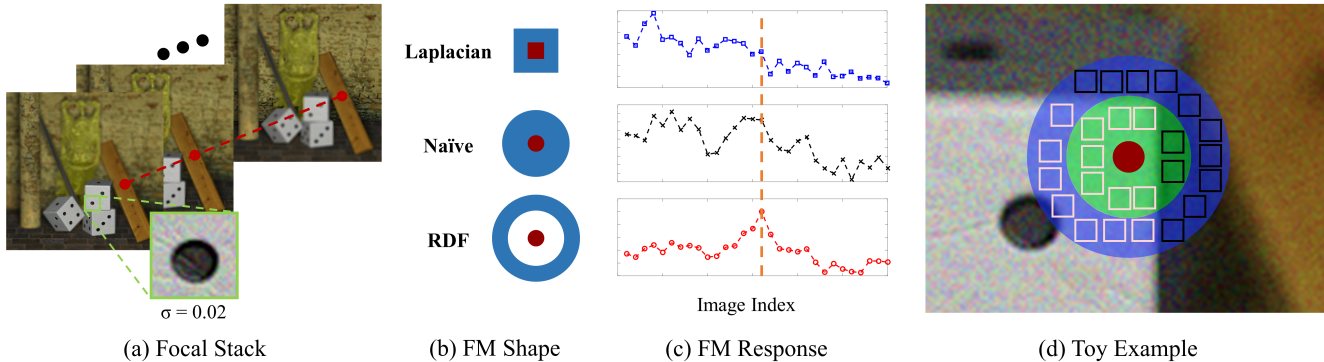 Laplacian
Naïve
RDF
σ = 0.02
Image Index
(a) Focal Stack
(b) FM Shape
(c) FM Response
(d) Toy Example